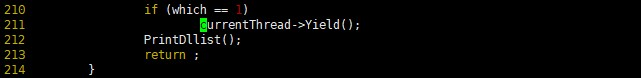 210 if (which == 1)
211 currentThread->Yield();
212 PrintDllist();
213 return ;
214 }